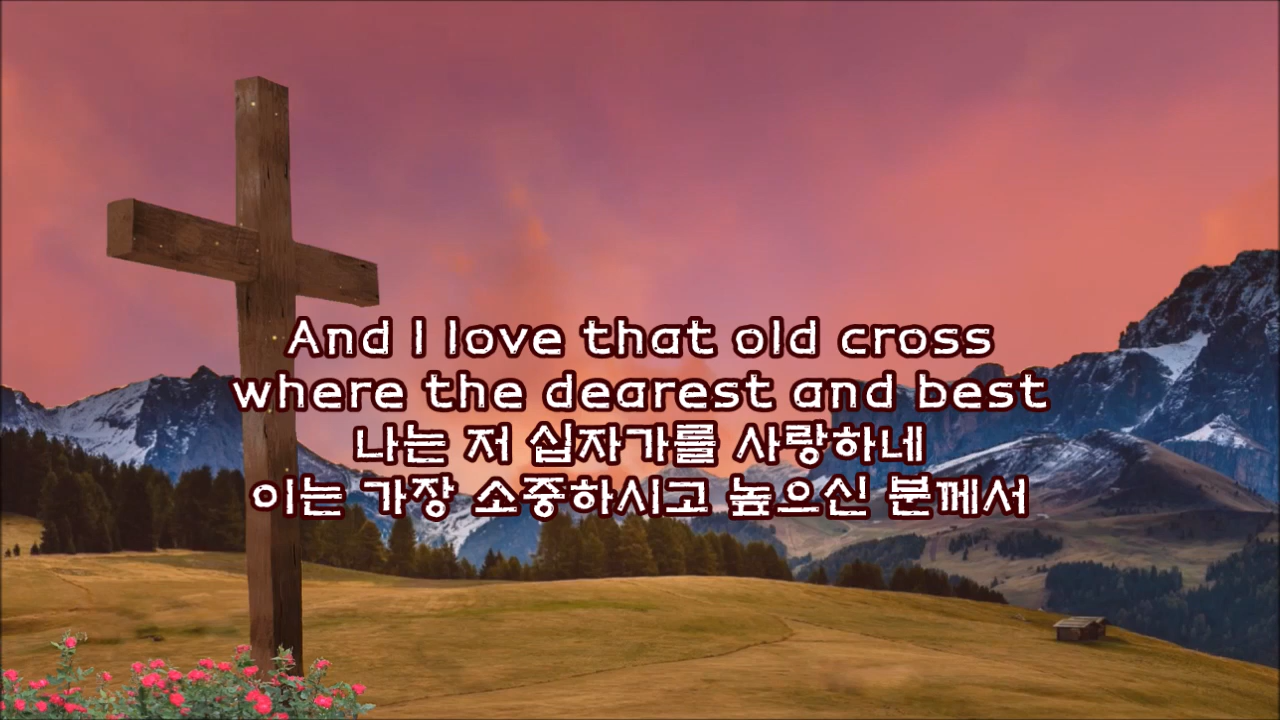 And I love that old cross
where the dearest and best
나는 저 십자가를 사랑하네
이는 가장 소중하시고 높으신 분께서